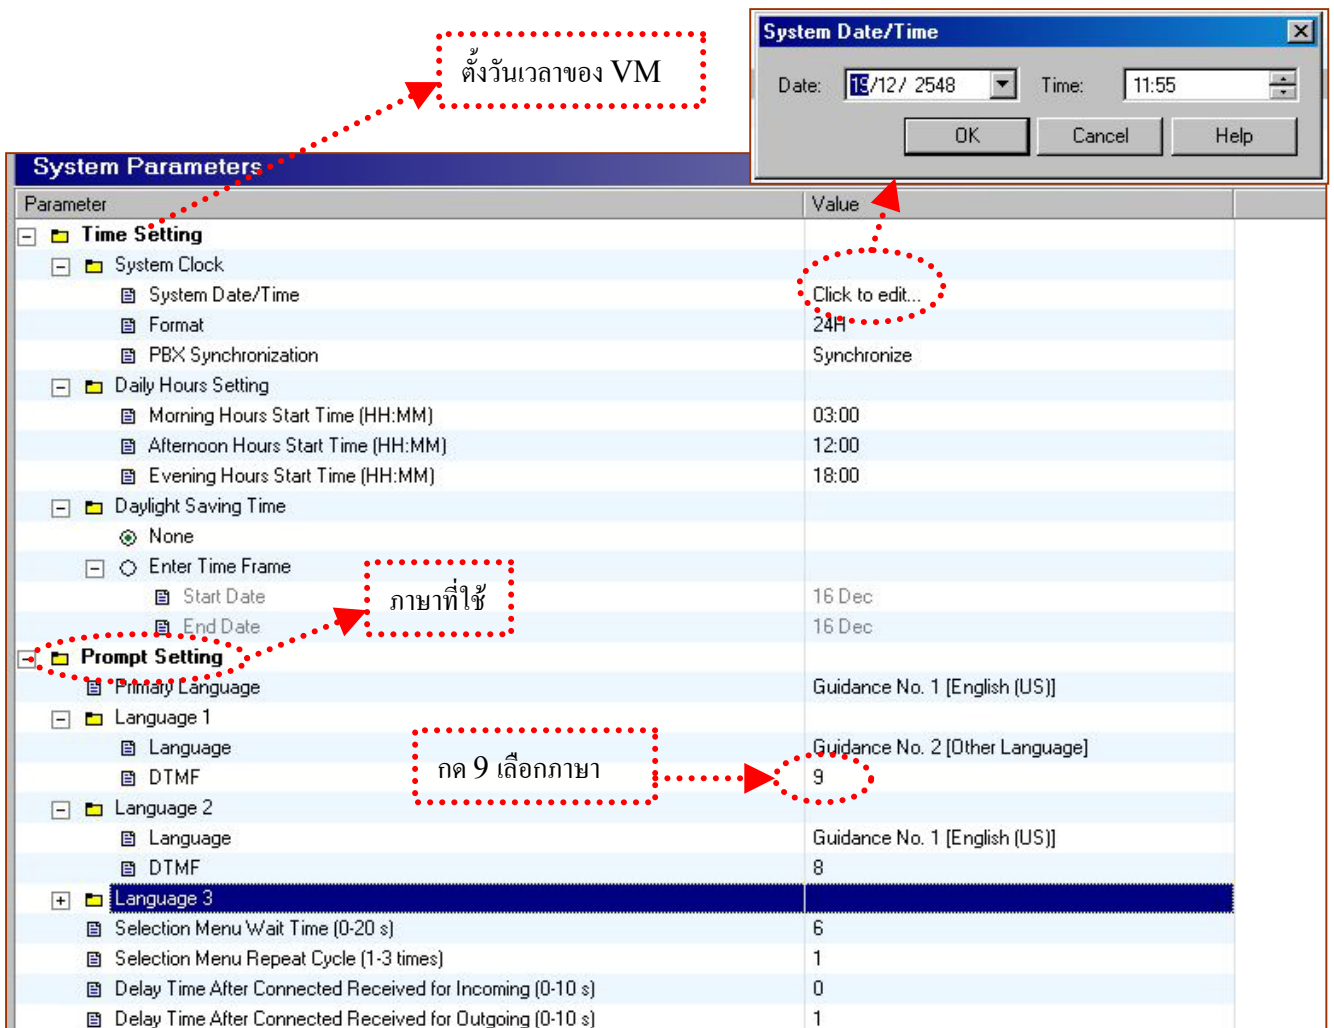 ตั้งวันเวลาของ VM
System Date/Time
Date: 19/12/ 2548 Time: 11:55
OK Cancel Help
System Parameters
Parameter Value
Time Setting
System Clock
System Date/Time Click to edit...
Format 24H
PBX Synchronization Synchronize
Daily Hours Setting
Morning Hours Start Time (HH:MM) 03:00
Afternoon Hours Start Time (HH:MM) 12:00
Evening Hours Start Time (HH:MM) 18:00
Daylight Saving Time
None
Enter Time Frame
ภาษาที่ใช้
Start Date 16 Dec
End Date 16 Dec
Prompt Setting
Primary Language Guidance No. 1 [English (US)]
Language 1
Language Guidance No. 2 [Other Language]
กด 9 เลือกภาษา
DTMF 9
Language 2
Language Guidance No. 1 [English (US)]
DTMF 8
Language 3
Selection Menu Wait Time (0-20 s) 6
Selection Menu Repeat Cycle (1-3 times) 1
Delay Time After Connected Received for Incoming (0-10 s) 0
Delay Time After Connected Received for Outgoing (0-10 s) 1